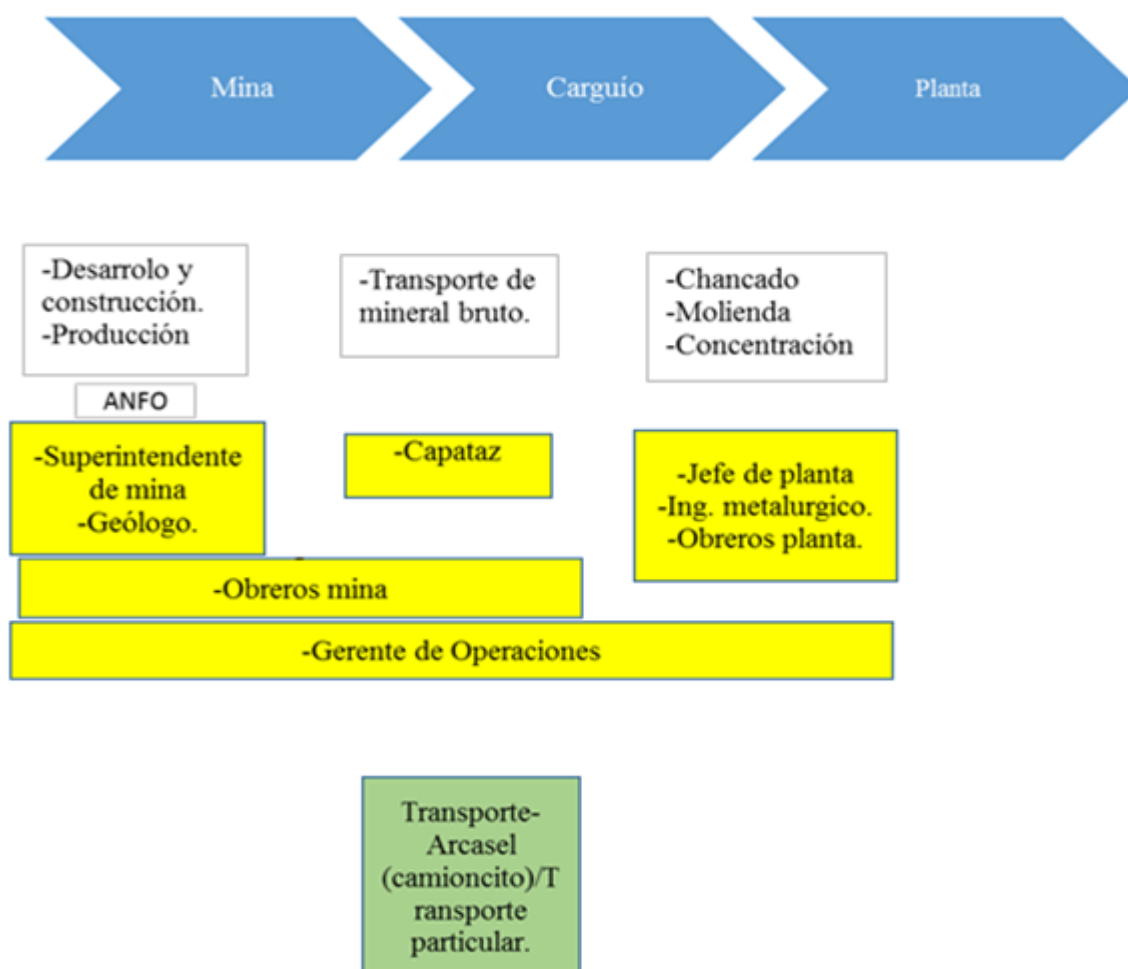 Mina
Carguío
Planta
-Desarrolo y
construcción.
-Producción
-Transporte de
mineral bruto.
-Chancado
-Molienda
-Concentración
ANFO
-Superintendente
de mina
-Geólogo.
-Capataz
-Jefe de planta
-Ing. metalurgico.
-Obreros planta.
-Obreros mina
-Gerente de Operaciones
Transporte-
Arcasel
(camioncito)/T
ransporte
particular.